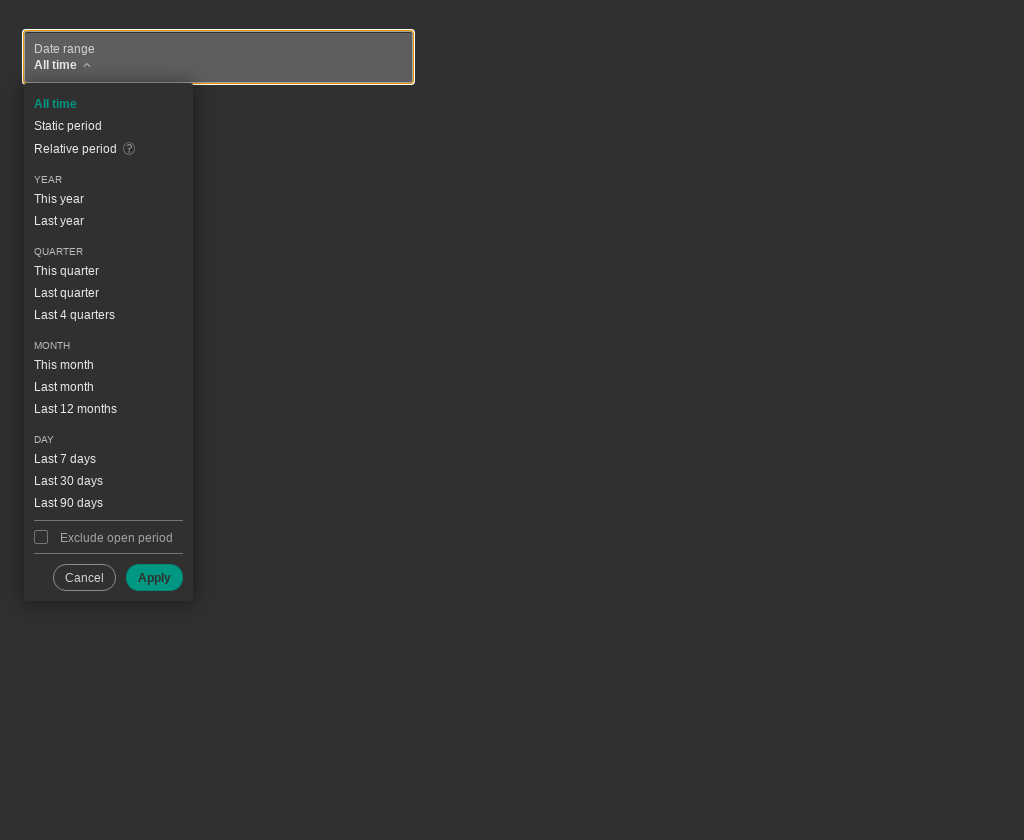 Date range
All time
All time
Static period
Relative period ?
YEAR
This year
Last year
QUARTER
This quarter
Last quarter
Last 4 quarters
MONTH
This month
Last month
Last 12 months
DAY
Last 7 days
Last 30 days
Last 90 days
Exclude open period
Cancel Apply